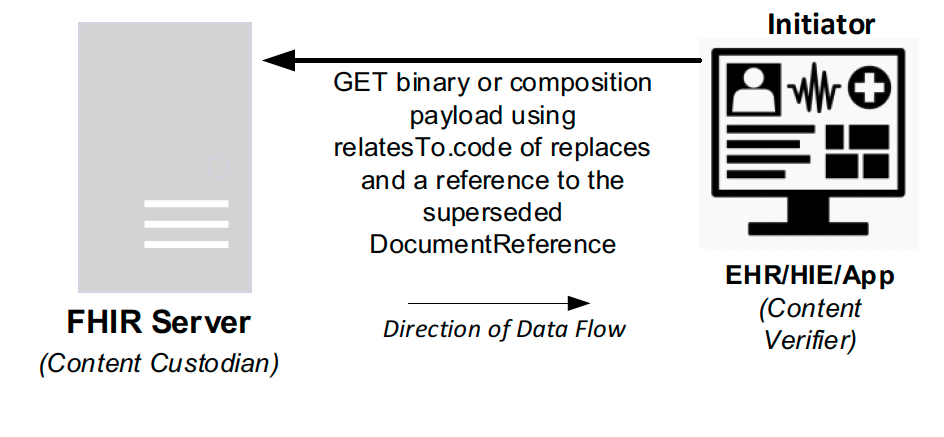 Initiator
GET binary or composition
payload using
relatesTo.code of replaces
and a reference to the
superseded
DocumentReference
FHIR Server
(Content Custodian)
Direction of Data Flow
EHR/HIE/App
(Content
Verifier)